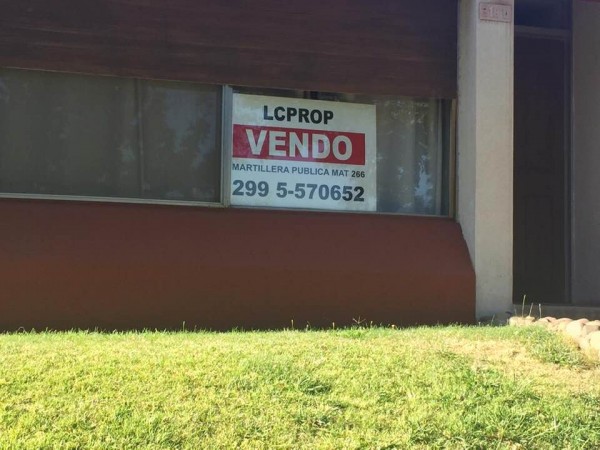 LCPROP
VENDO
MARTILLERA PUBLICA MAT 266
299 5-570652